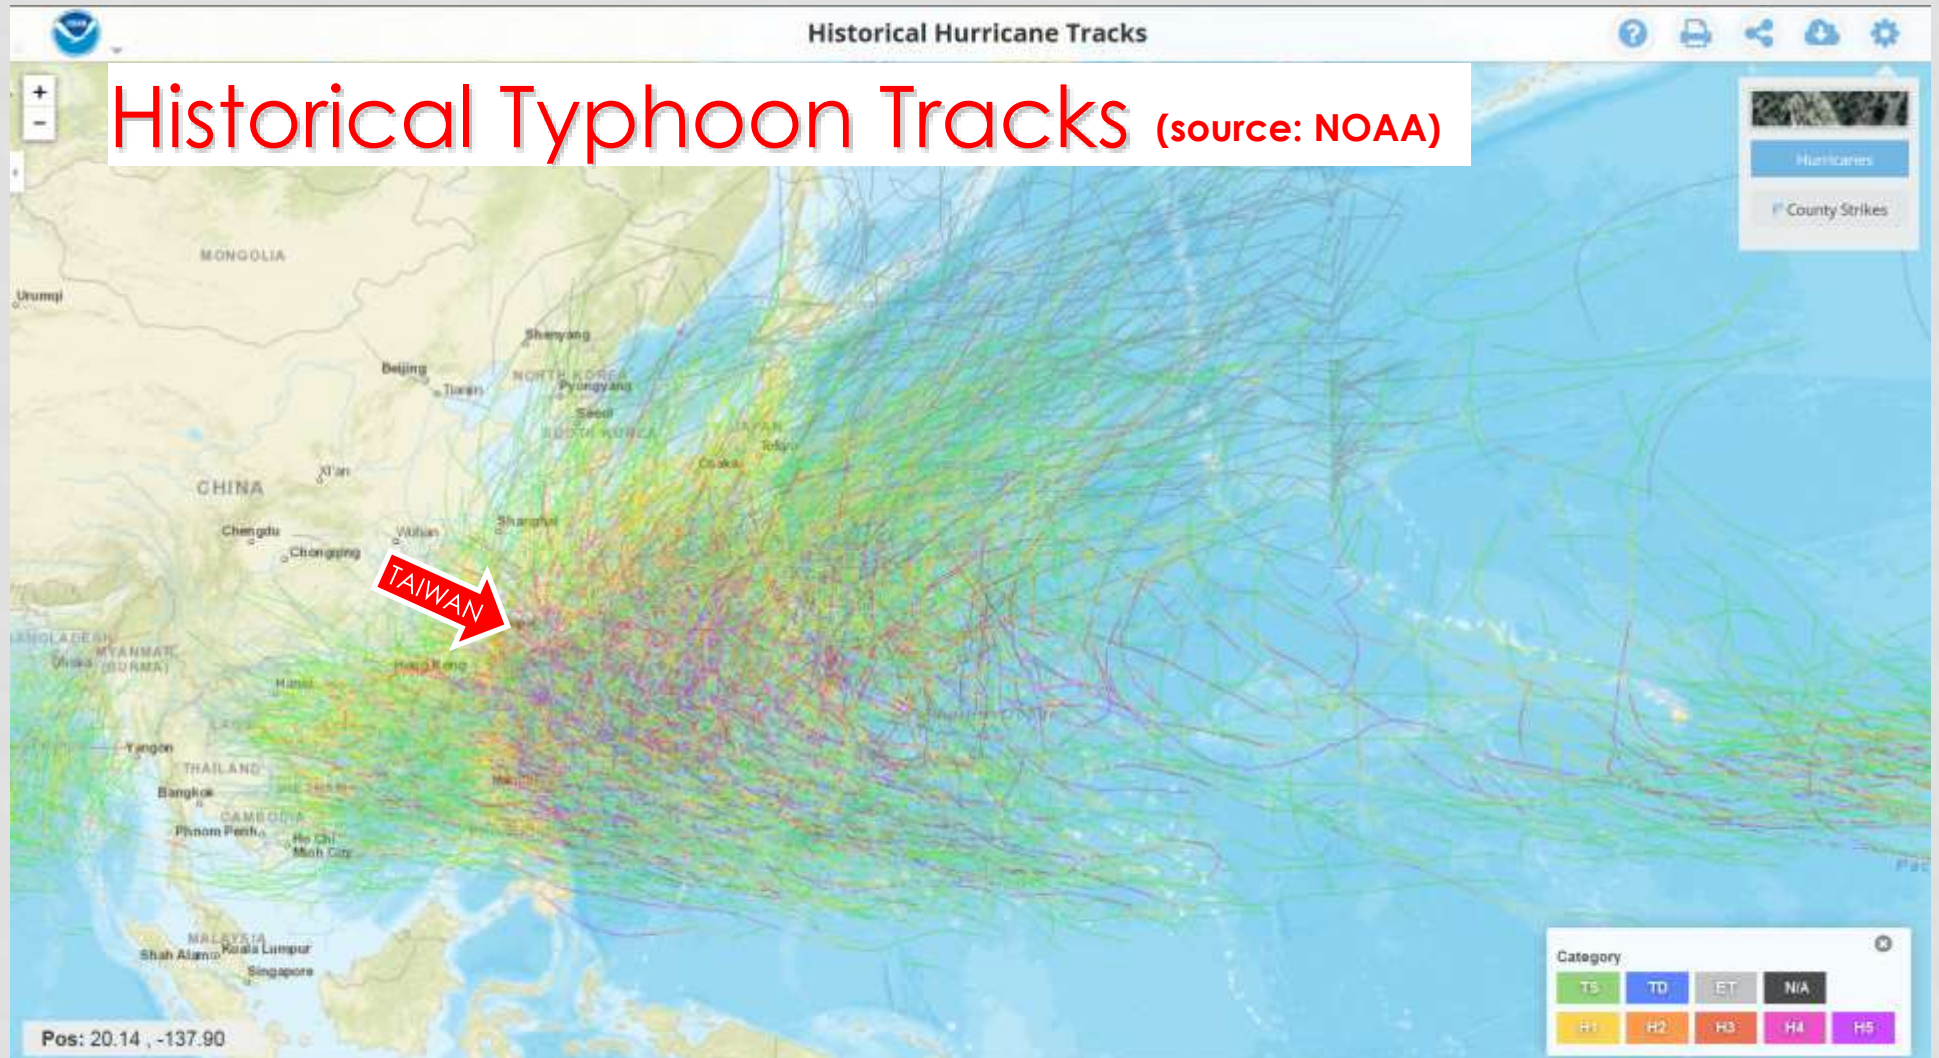 Historical Hurricane Tracks
+
-
Historical Typhoon Tracks (source: NOAA)
Hurricanes
County Strikes
MONGOLIA
Urumqi
Shenyang
Beijing
Tianjin
NORTH KOREA
Pyongyang
Seoul
SOUTH KOREA
JAPAN
Tokyo
Osaka
Xi'an
CHINA
Shanghai
Chengdu
Wuhan
Chongqing
TAIWAN
BANGLADESH
MYANMAR
Dhaka
(BURMA)
Hong Kong
Hanoi
Yangon
THAILAND
Bangkok
CAMBODIA
Phnom Penh
Ho Chi
Minh City
MALAYSIA
Shah Alam
Kuala Lumpur
Singapore
Pos: 20.14 , -137.90
Category
TS TD ET N/A
H1 H2 H3 H4 H5